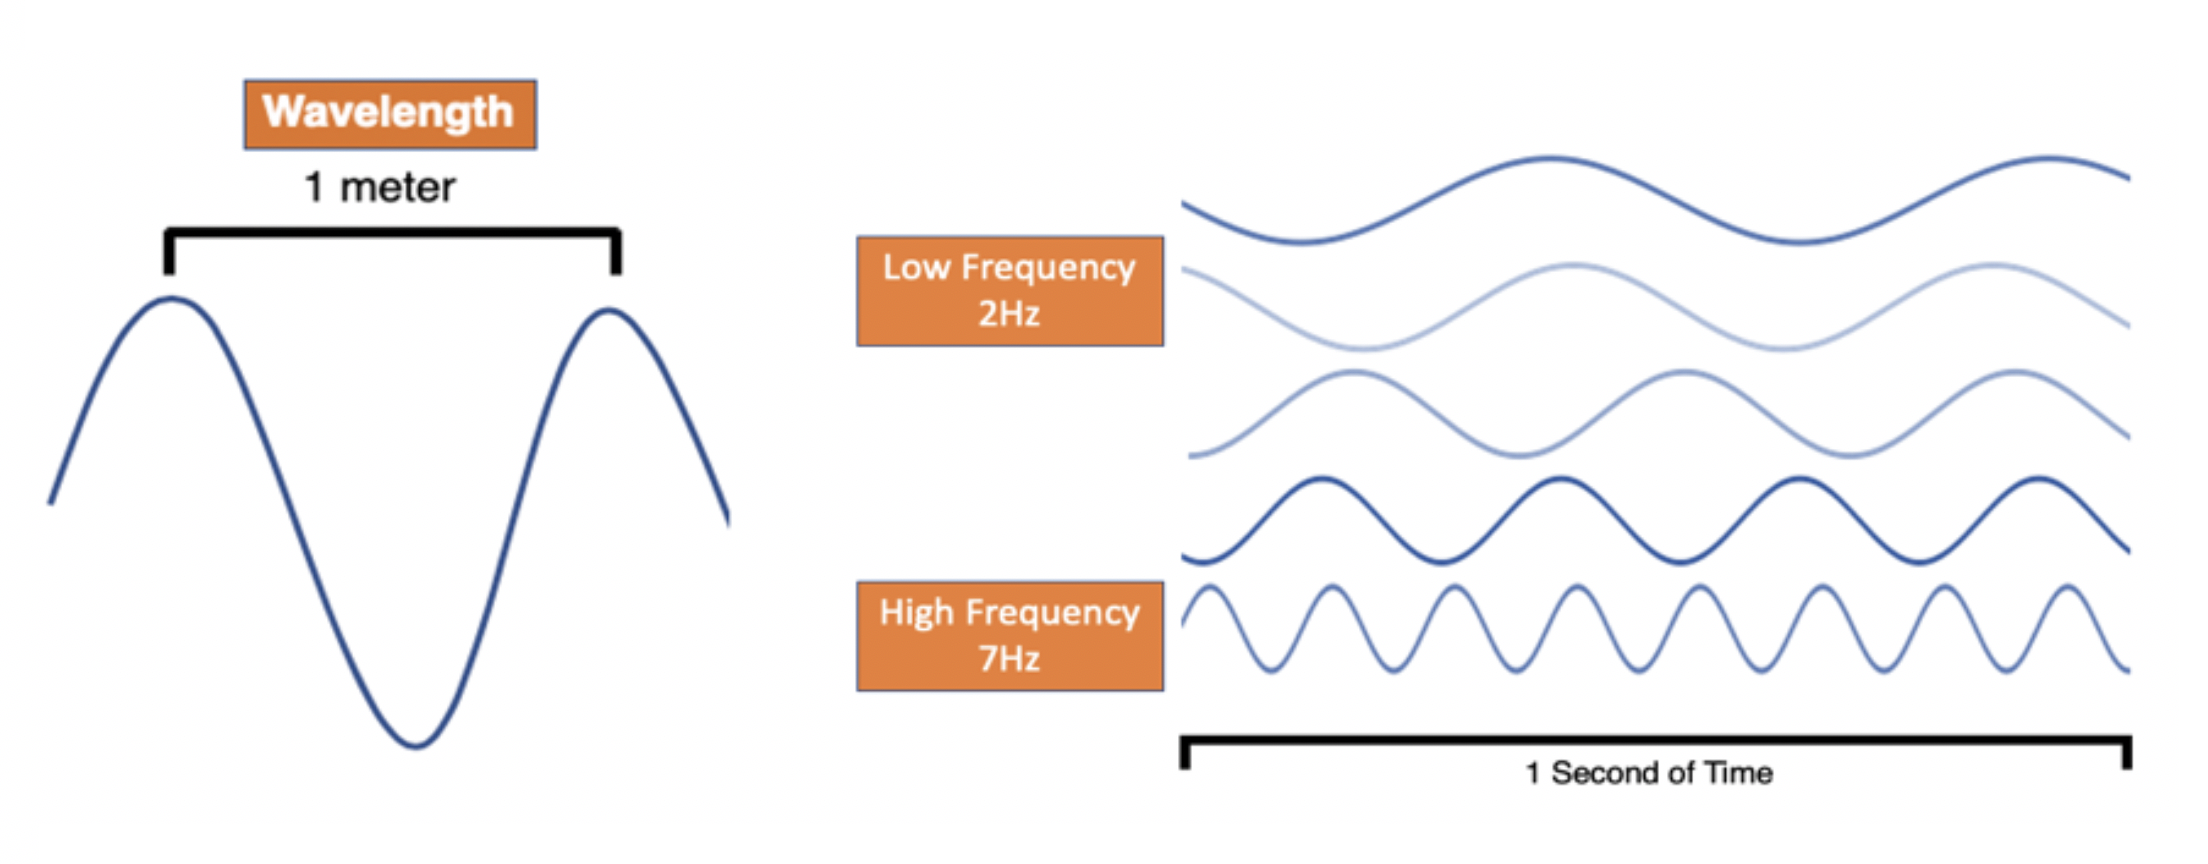 Wavelength
1 meter
Low Frequency
2Hz
High Frequency
7Hz
1 Second of Time